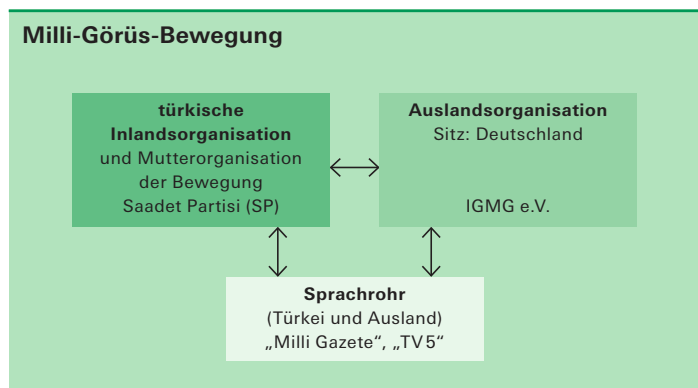 Milli-Görüs-Bewegung
türkische
Inlandsorganisation
und Mutterorganisation
der Bewegung
Saadet Partisi (SP)
Auslandsorganisation
Sitz: Deutschland
IGMG e.V.
Sprachrohr
(Türkei und Ausland)
„Milli Gazete“, „TV5“